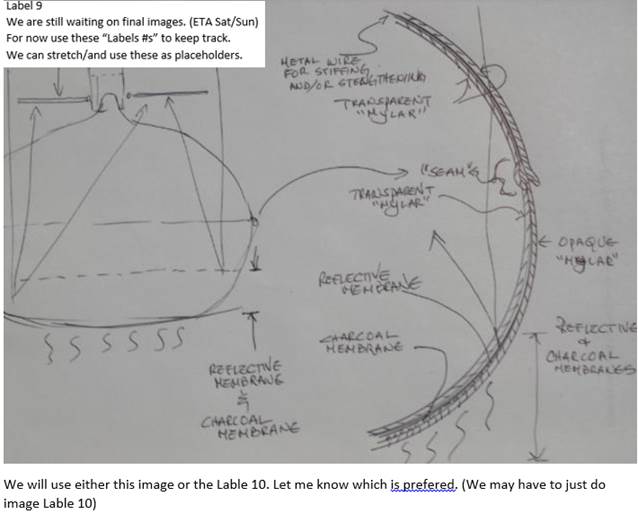 Label 9
We are still waiting on final images. (ETA Sat/Sun)
For now use these “Labels #s” to keep track.
We can stretch/and use these as placeholders.
METAL WIRE
FOR STIFFING
AND/OR STENGTHENING
TRANSPARENT
"MYLAR"
"SEAM"
TRANSPARENT
"MYLAR"
OPAQUE
"MYLAR"
REFLECTIVE
MEMBRANE
CHARCOAL
MEMBRANE
REFLECTIVE
&
CHARCOAL
MEMBRANES
REFLECTIVE
MEMBRANE
&
CHARCOAL
MEMBRANE
We will use either this image or the Lable 10. Let me know which is prefered. (We may have to just do
image Lable 10)